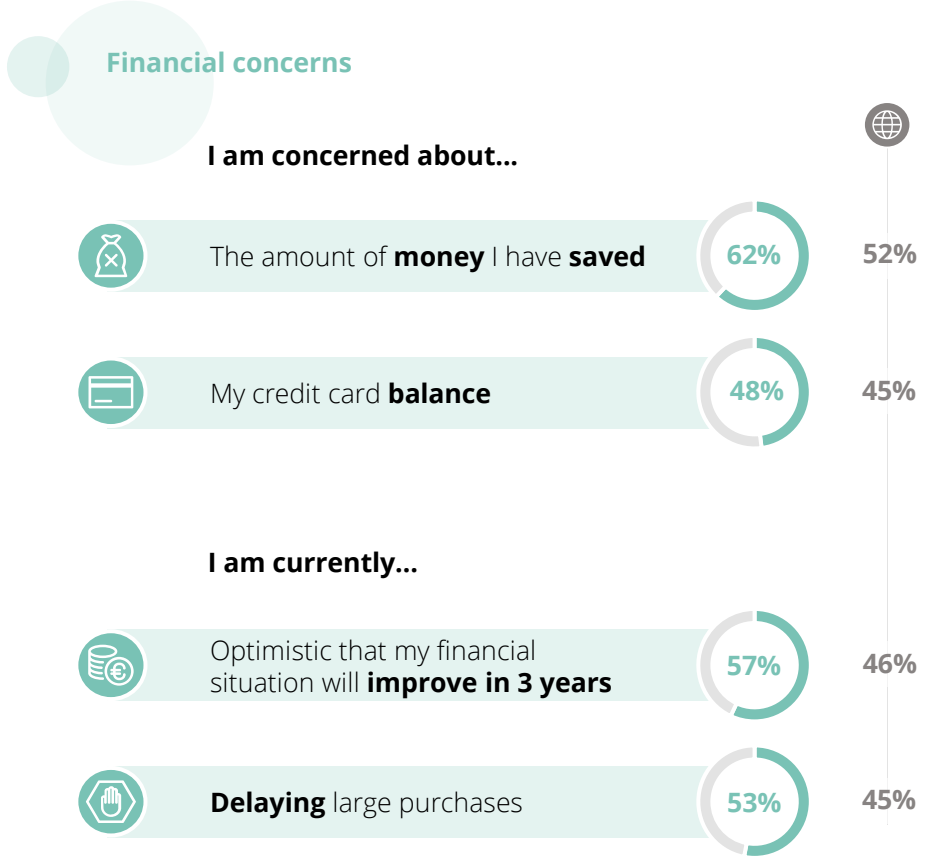 Financial concerns
I am concerned about...
The amount of money I have saved
62%
52%
My credit card balance
48%
45%
I am currently...
Optimistic that my financial
situation will improve in 3 years
57%
46%
Delaying large purchases
53%
45%